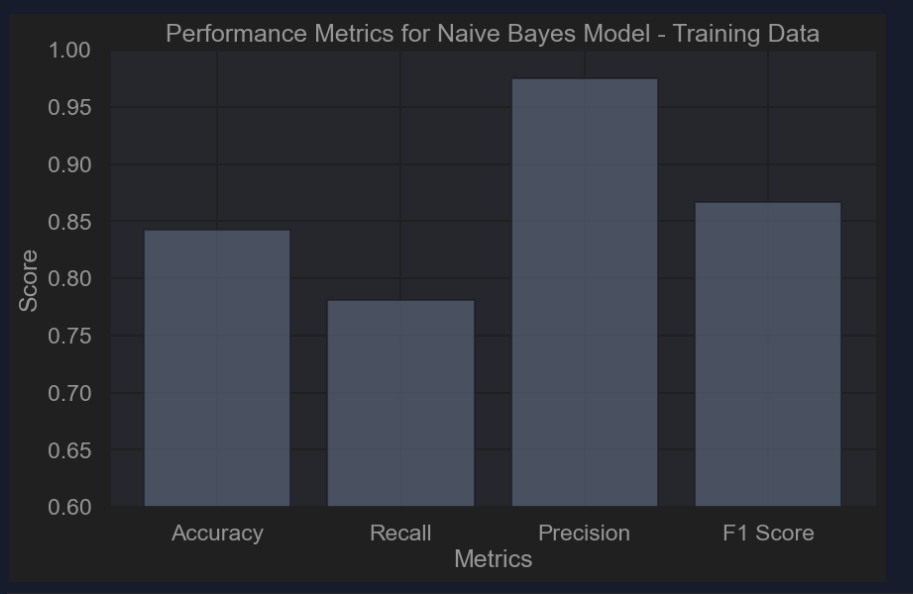 Performance Metrics for Naive Bayes Model - Training Data
1.00
0.95
0.90
0.85
0.80
0.75
0.70
0.65
0.60
Score
Accuracy Recall Precision F1 Score
Metrics